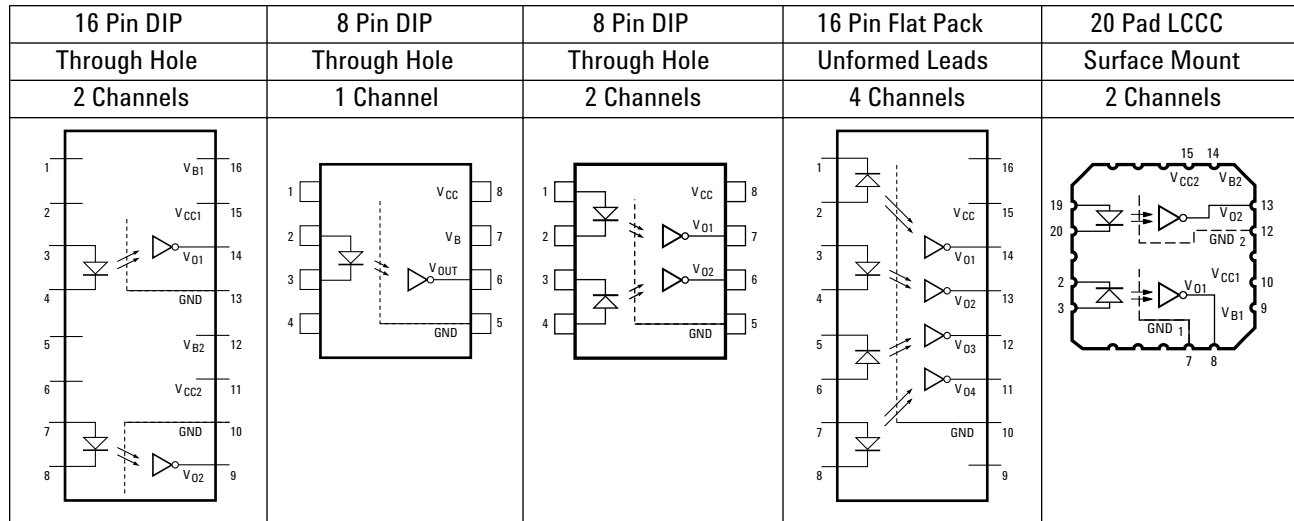 16 Pin DIP 8 Pin DIP 8 Pin DIP 16 Pin Flat Pack 20 Pad LCCC
Through Hole Through Hole Through Hole Unformed Leads Surface Mount
2 Channels 1 Channel 2 Channels 4 Channels 2 Channels
1 VB1 16
2 VCC1 15
3 VO1 14
4 GND 13
5 VB2 12
6 VCC2 11
7 GND 10
8 VO2 9
1 VCC 8
2 VB 7
3 VOUT 6
4 GND 5
1 VCC 8
2 VO1 7
3 VO2 6
4 GND 5
1 16
2 VCC 15
3 VO1 14
4 VO2 13
5 VO3 12
6 VO4 11
7 GND 10
8 9
15 14
VCC2 VB2
19 VO2 13
20 GND 2 12
2 VCC1 10
3 VO1 VB1 9
GND 1
7 8